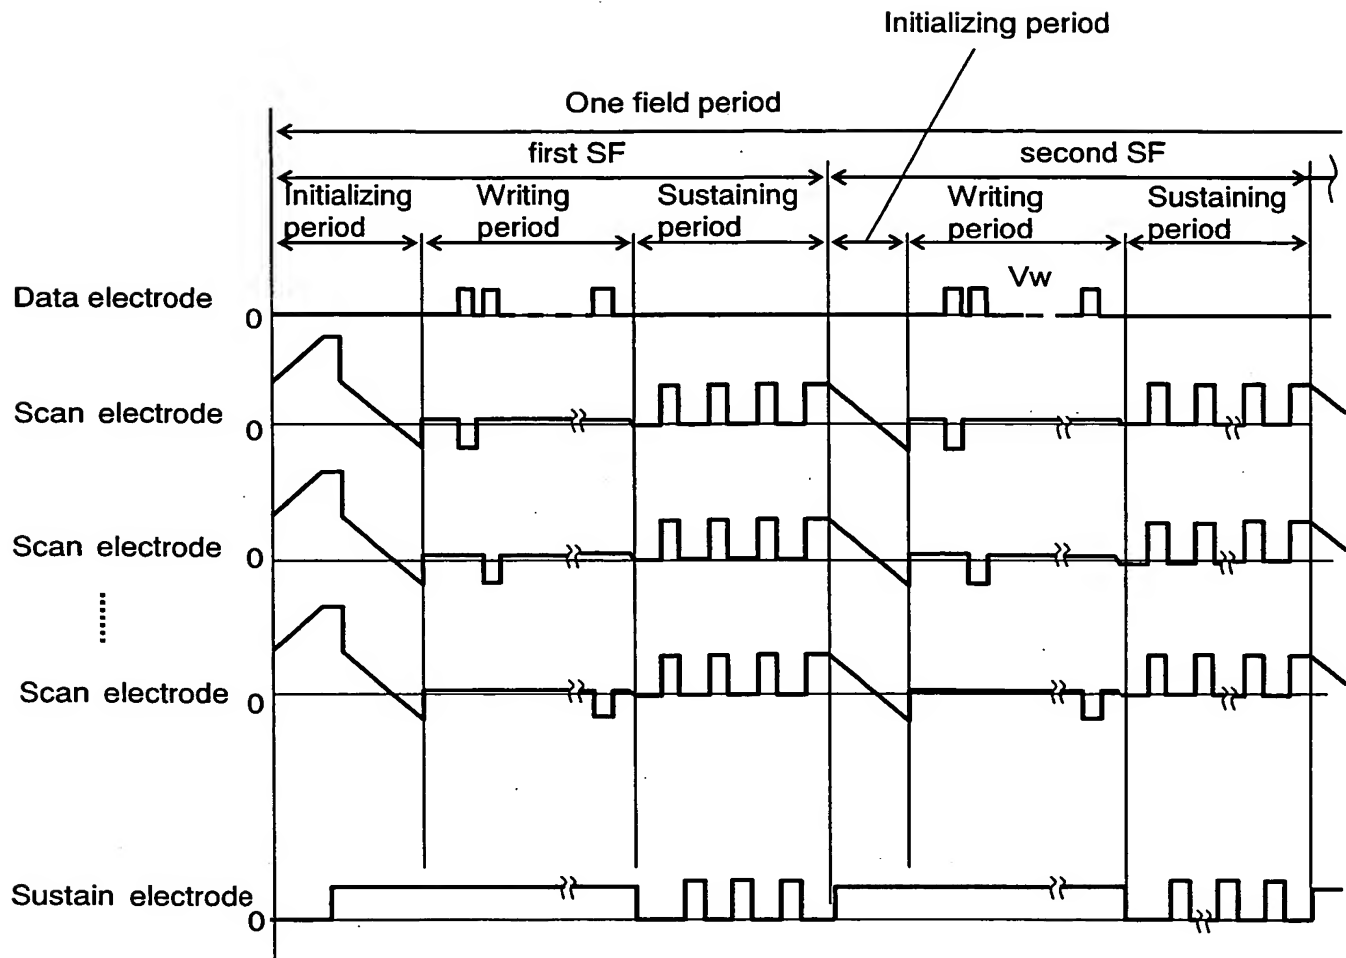 Initializing period
One field period
first SF
second SF
Initializing
period
Writing
period
Sustaining
period
Writing
period
Sustaining
period
Vw
Data electrode
0
Scan electrode
0
Scan electrode
0
Scan electrode
0
Sustain electrode
0